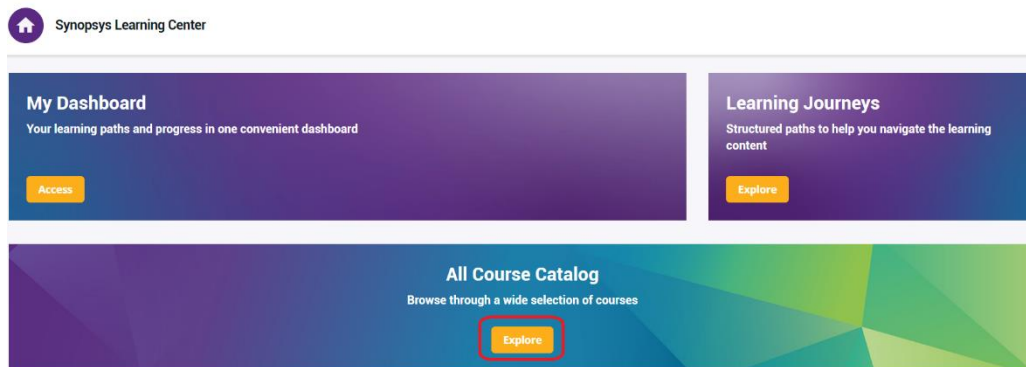 Synopsys Learning Center
My Dashboard
Your learning paths and progress in one convenient dashboard
Access
Learning Journeys
Structured paths to help you navigate the learning
content
Explore
All Course Catalog
Browse through a wide selection of courses
Explore